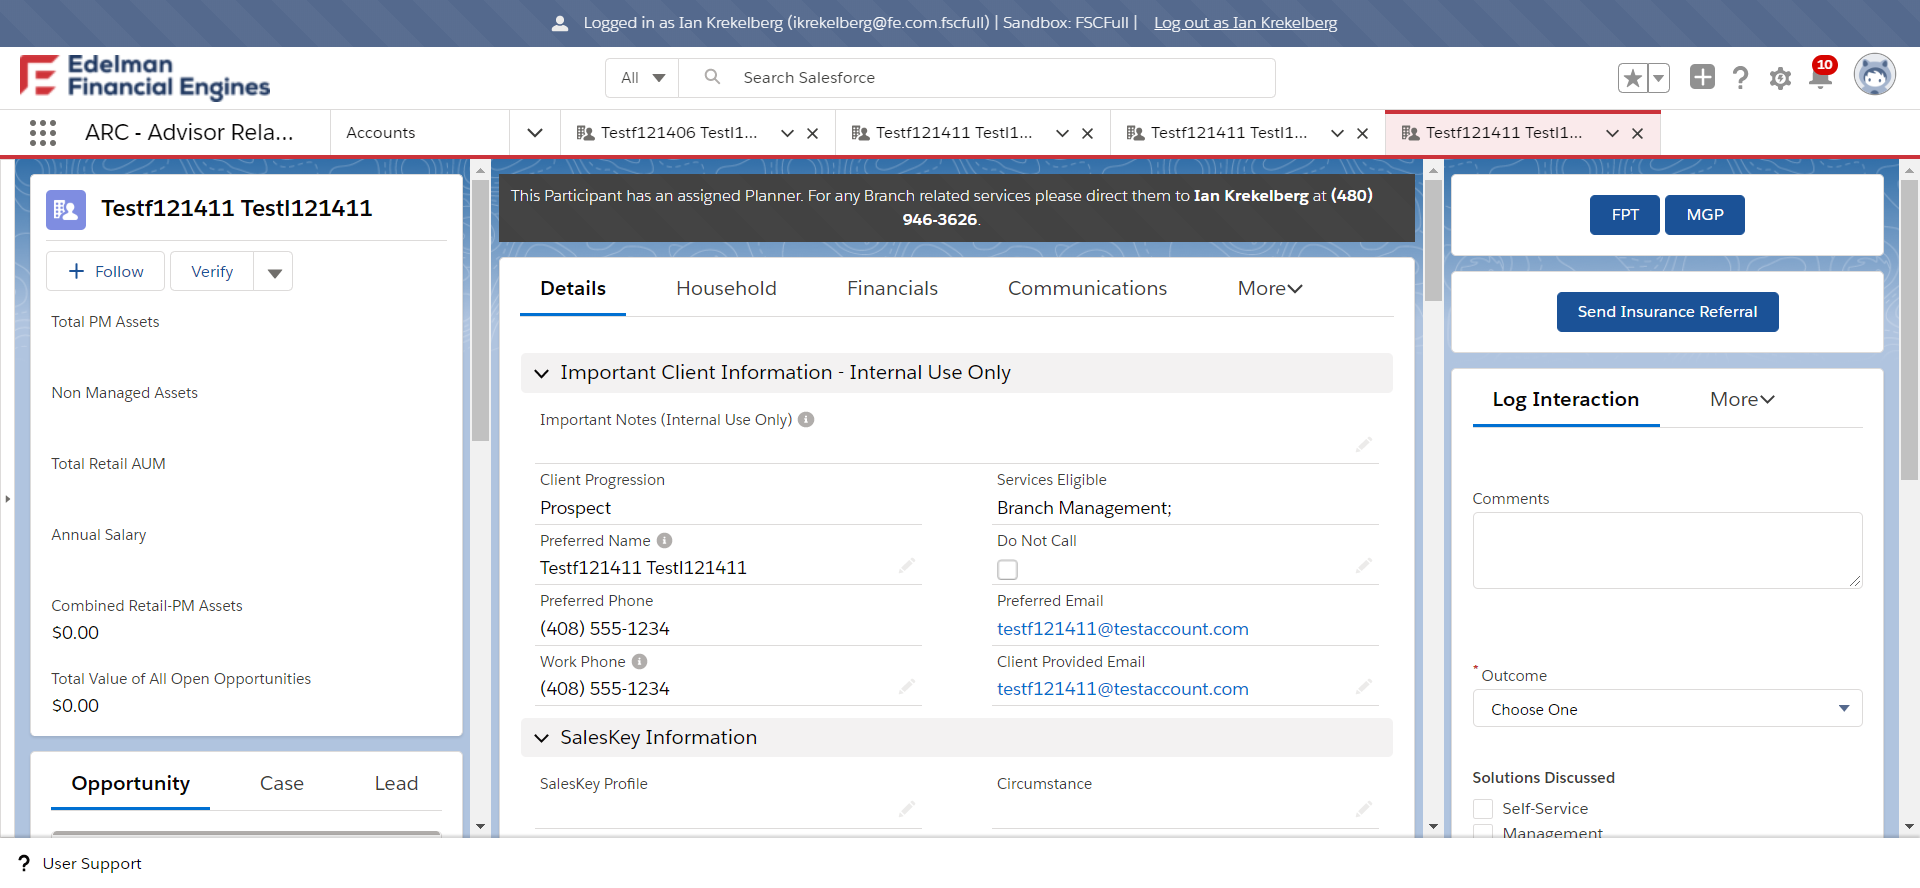 Logged in as Ian Krekelberg (ikrekelberg@fe.com.fscfull) | Sandbox: FSCFull | Log out as Ian Krekelberg
Edelman
Financial Engines
All
Search Salesforce
10
ARC - Advisor Rela...
Accounts
Testf121406 Testl1...
Testf121411 Testl1...
Testf121411 Testl1...
Testf121411 Testl1...
Testf121411 Testl121411
Follow
Verify
Total PM Assets
Non Managed Assets
Total Retail AUM
Annual Salary
Combined Retail-PM Assets
$0.00
Total Value of All Open Opportunities
$0.00
Opportunity
Case
Lead
This Participant has an assigned Planner. For any Branch related services please direct them to Ian Krekelberg at (480)
946-3626.
Details
Household
Financials
Communications
More
Important Client Information - Internal Use Only
Important Notes (Internal Use Only)
Client Progression
Prospect
Services Eligible
Branch Management;
Preferred Name
Testf121411 Testl121411
Do Not Call
Preferred Phone
(408) 555-1234
Preferred Email
testf121411@testaccount.com
Work Phone
(408) 555-1234
Client Provided Email
testf121411@testaccount.com
SalesKey Information
SalesKey Profile
Circumstance
FPT
MGP
Send Insurance Referral
Log Interaction
More
Comments
* Outcome
Choose One
Solutions Discussed
Self-Service
Management
? User Support